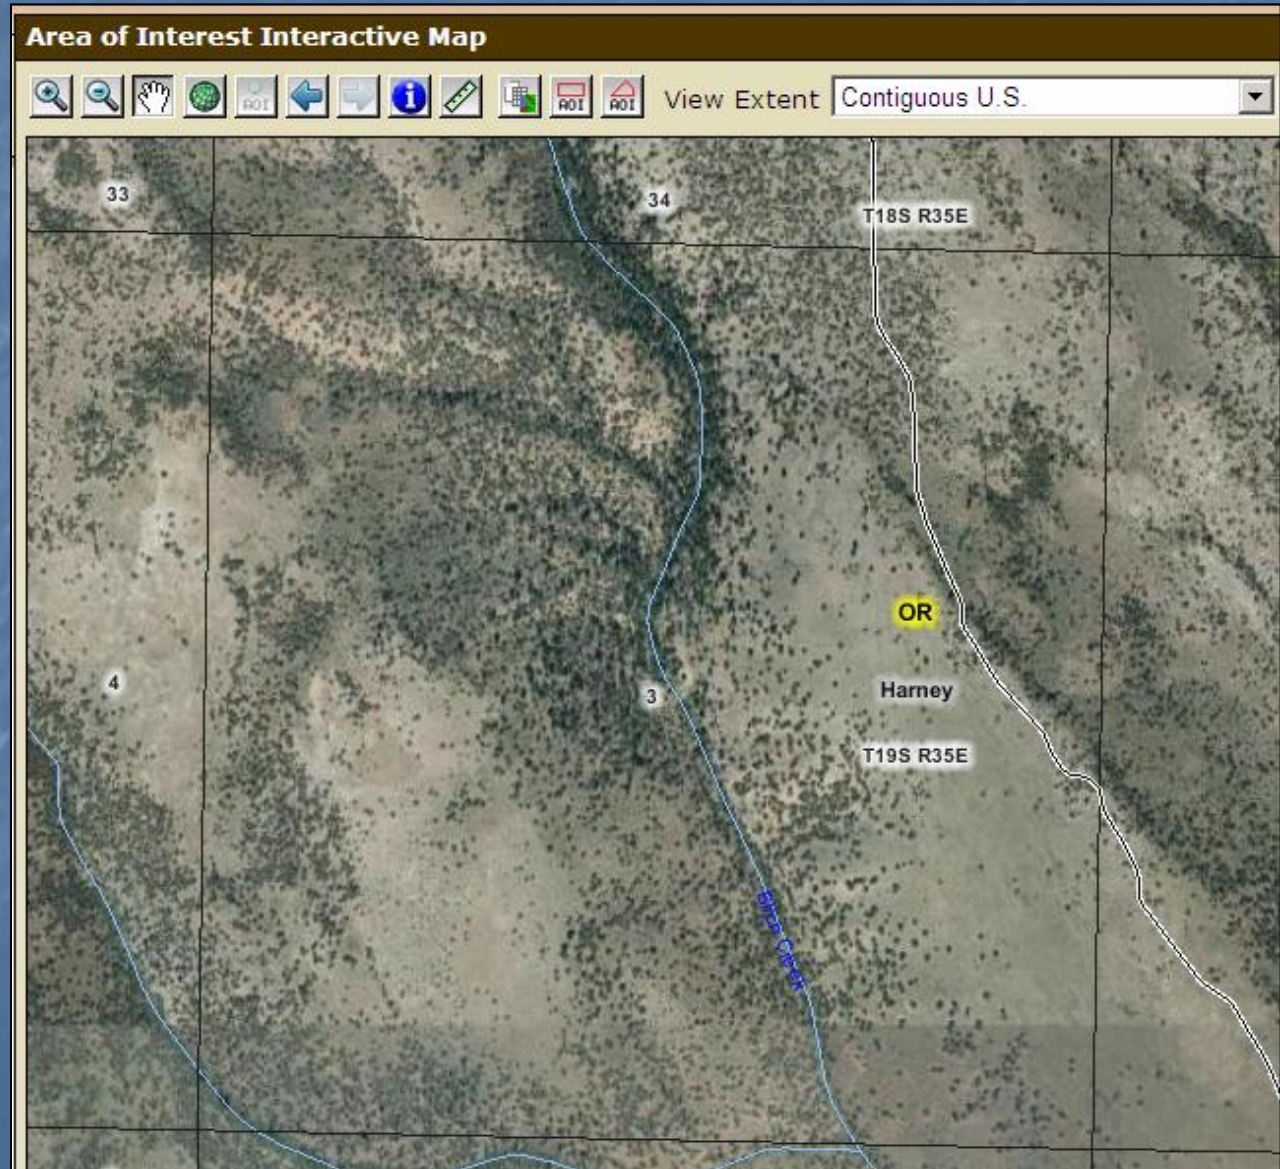 Area of Interest Interactive Map
AOI
AOI
AOI
View Extent
Contiguous U.S.
33
34
T18S R35E
OR
Harney
4
3
T19S R35E
Creek